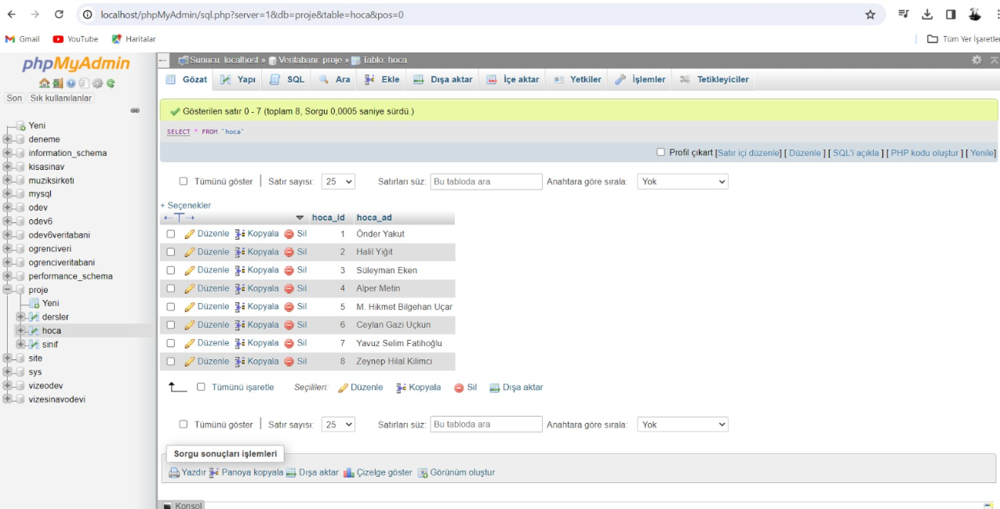 localhost/phpMyAdmin/sql.php?server=1&db=proje&table=hoca&pos=0
Gmail YouTube Haritalar Tüm Yer İşaretler
phpMyAdmin
Son Sık kullanılanlar
Yeni
deneme
information_schema
kisasinav
muziksirketi
mysql
odev
odev6
odev6veritabani
ogrenciveri
ogrenciveritabani
performance_schema
proje
Yeni
dersler
hoca
sinif
site
sys
vizeodev
vizesinavodevi
Sunucu: localhost » Veritabanı: proje » Tablo: hoca
Gözat Yapı SQL Ara Ekle Dışa aktar İçe aktar Yetkiler İşlemler Tetikleyiciler
Gösterilen satır 0 - 7 (toplam 8, Sorgu 0,0005 saniye sürdü.)
SELECT * FROM `hoca`
Profil çıkart [Satır içi düzenle] [ Düzenle ] [ SQL'i açıkla ] [ PHP kodu oluştur ] [ Yenile]
Tümünü göster Satır sayısı: 25 Satırları süz: Bu tabloda ara Anahtara göre sırala: Yok
+ Seçenekler
hoca_id hoca_ad
Düzenle Kopyala Sil 1 Önder Yakut
Düzenle Kopyala Sil 2 Halil Yiğit
Düzenle Kopyala Sil 3 Süleyman Eken
Düzenle Kopyala Sil 4 Alper Metin
Düzenle Kopyala Sil 5 M. Hikmet Bilgehan Uçar
Düzenle Kopyala Sil 6 Ceylan Gazi Uçkun
Düzenle Kopyala Sil 7 Yavuz Selim Fatihoğlu
Düzenle Kopyala Sil 8 Zeynep Hilal Kilimci
Tümünü işaretle Seçilileri: Düzenle Kopyala Sil Dışa aktar
Tümünü göster Satır sayısı: 25 Satırları süz: Bu tabloda ara Anahtara göre sırala: Yok
Sorgu sonuçları işlemleri
Yazdır Panoya kopyala Dışa aktar Çizelge göster Görünüm oluştur
Konsol